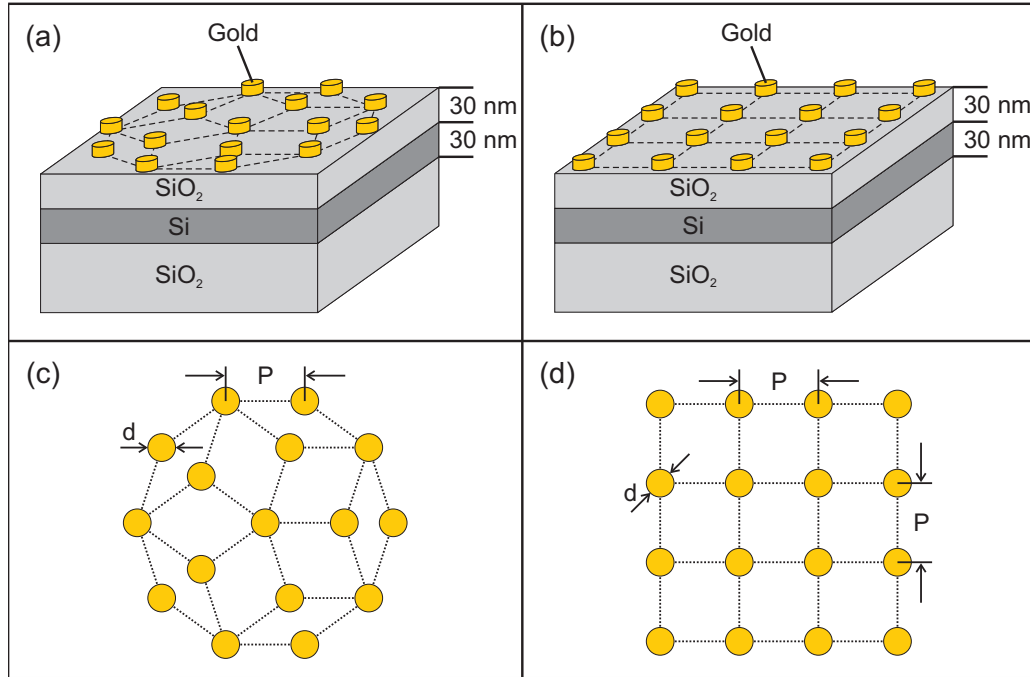 (a)
Gold
30 nm
30 nm
SiO₂
Si
SiO₂
(b)
Gold
30 nm
30 nm
SiO₂
Si
SiO₂
(c)
P
d
(d)
P
d
P